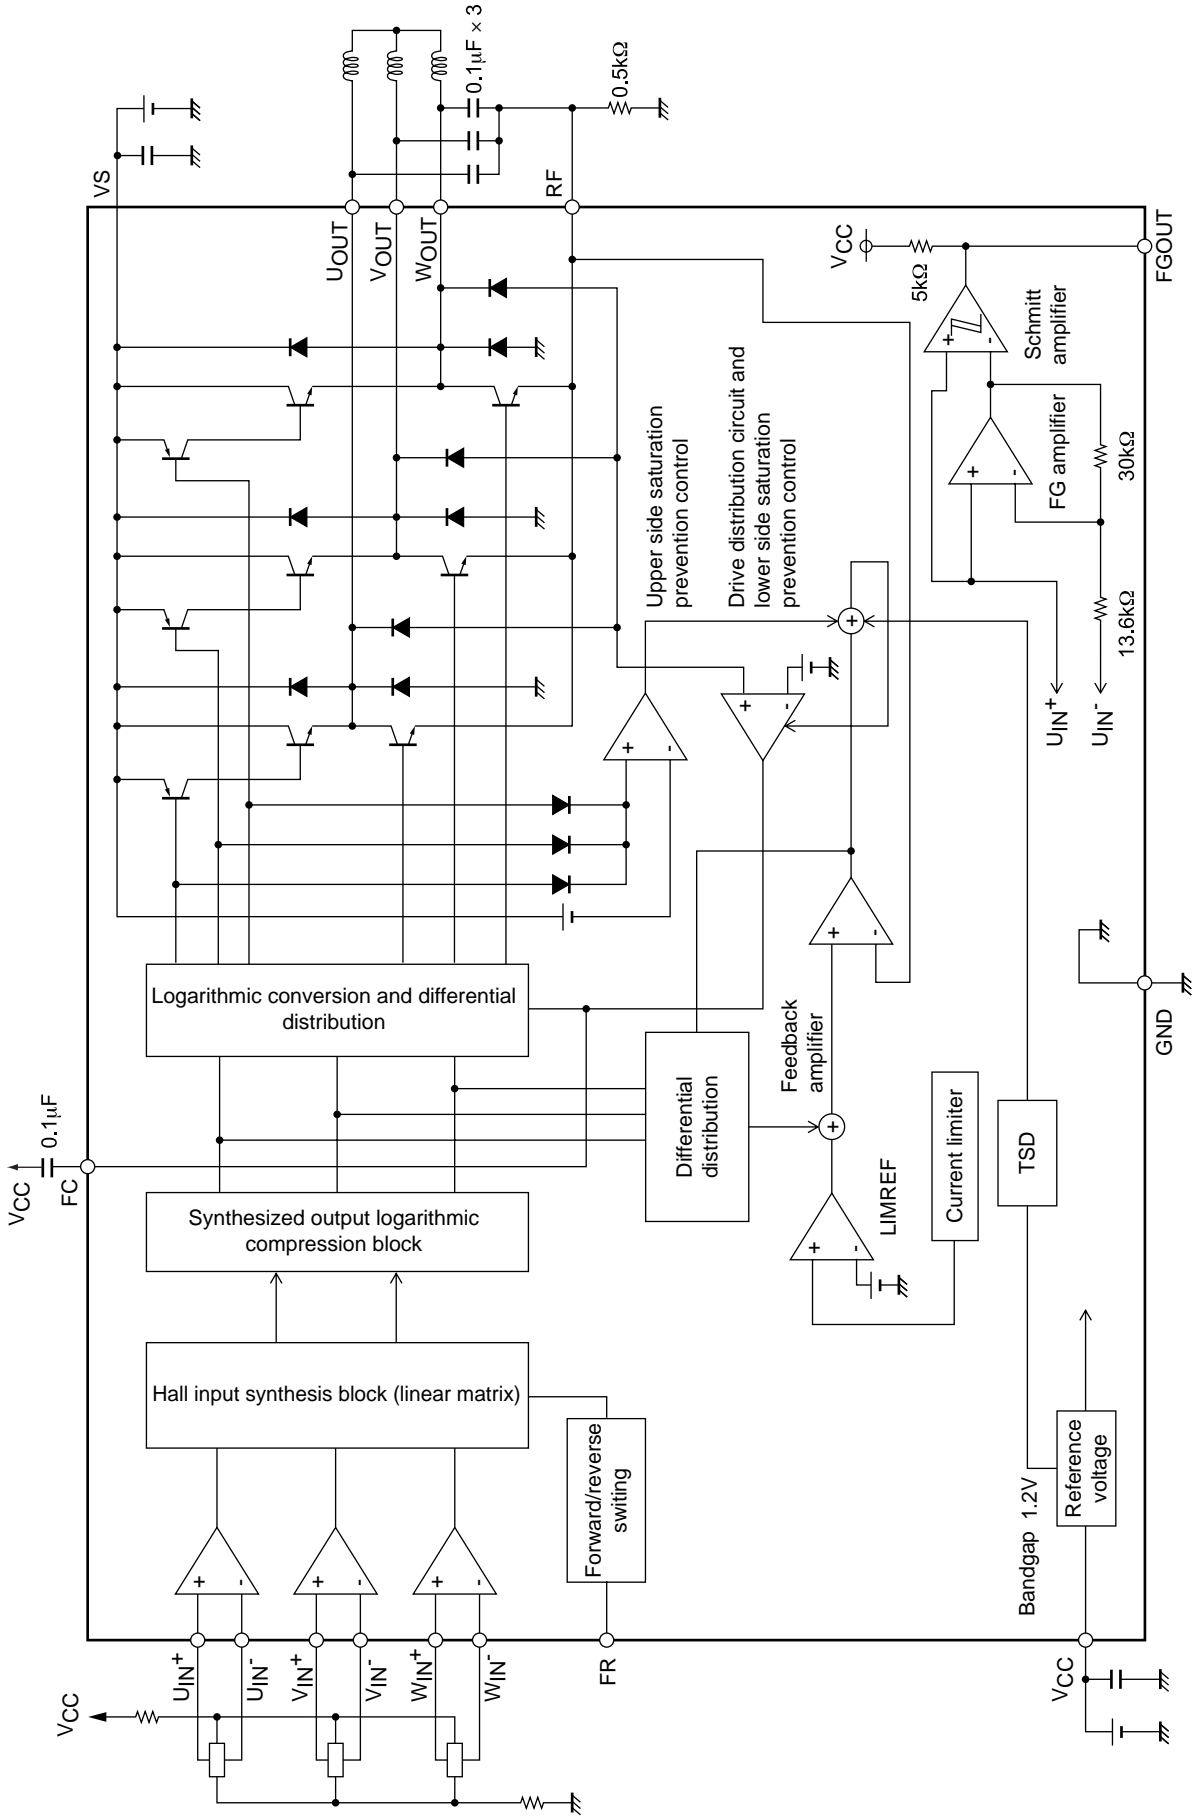 VCC
UIN+
UIN-
VIN+
VIN-
WIN+
WIN-
FR
VCC
+
-
+
-
+
-
Hall input synthesis block (linear matrix)
Forward/reverse
switing
Bandgap 1.2V
Reference
voltage
VCC
0.1µF
FC
Synthesized output logarithmic
compression block
Logarithmic conversion and differential
distribution
Differential
distribution
+
-
LIMREF
Current limiter
TSD
+
Feedback
amplifier
+
-
GND
+
-
Upper side saturation
prevention control
+
-
Drive distribution circuit and
lower side saturation
prevention control
+
UIN+
UIN-
13.6kΩ
30kΩ
+
-
FG amplifier
+
-
Schmitt
amplifier
5kΩ
VCC
FGOUT
VS
UOUT
VOUT
WOUT
RF
0.1µF × 3
0.5kΩ